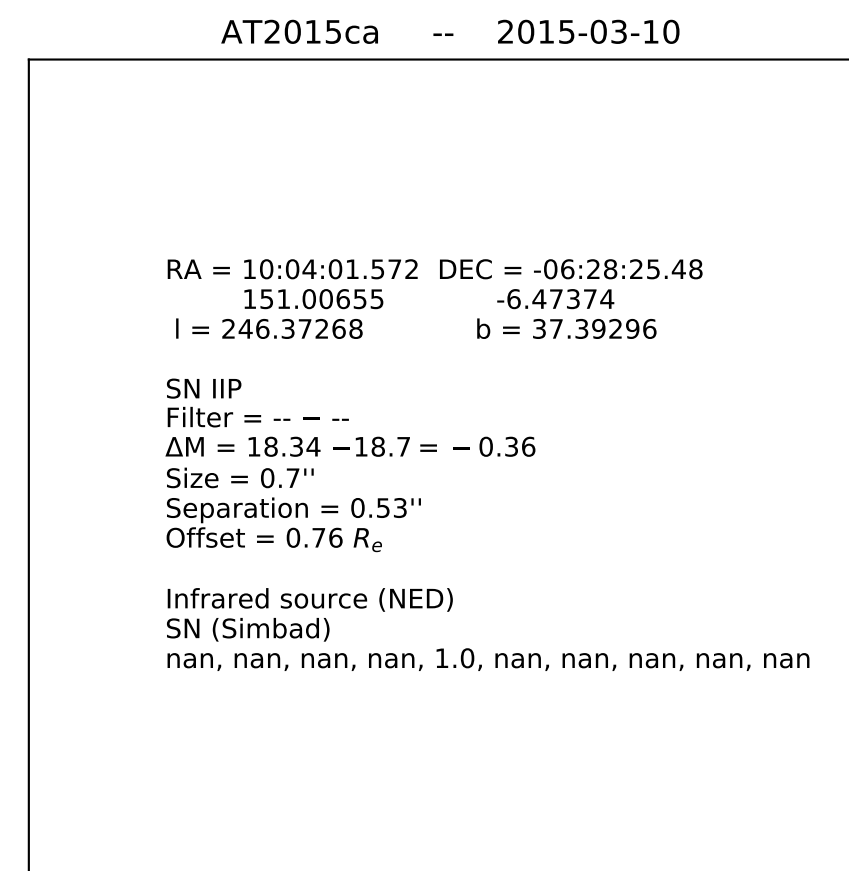 AT2015ca -- 2015-03-10
RA = 10:04:01.572 DEC = -06:28:25.48
151.00655 -6.47374
l = 246.37268 b = 37.39296
SN IIP
Filter = -- − --
ΔM = 18.34 −18.7 = − 0.36
Size = 0.7''
Separation = 0.53''
Offset = 0.76 Rₑ
Infrared source (NED)
SN (Simbad)
nan, nan, nan, nan, 1.0, nan, nan, nan, nan, nan